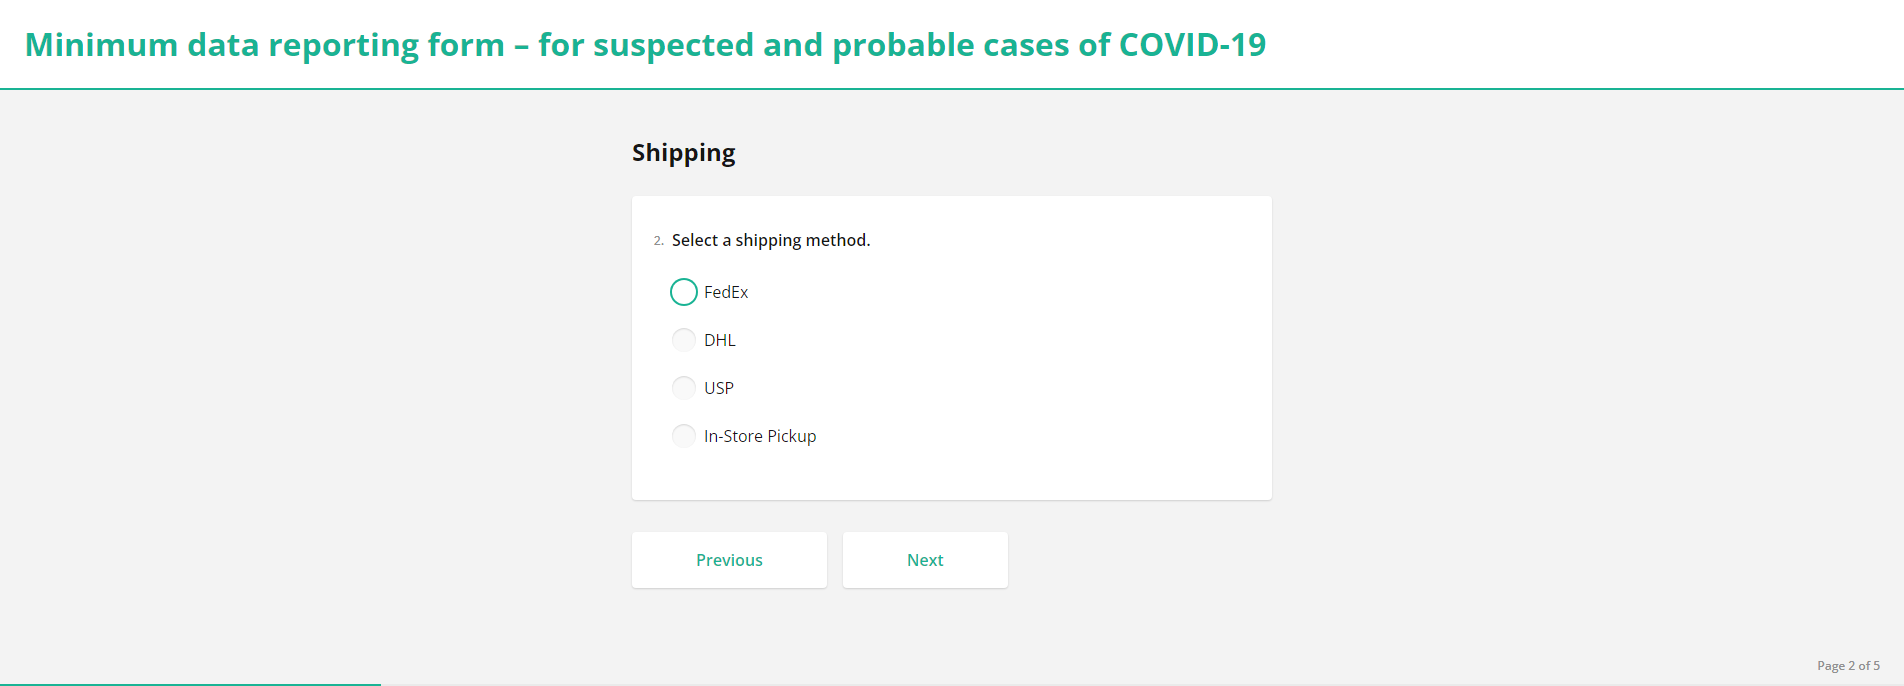 Minimum data reporting form – for suspected and probable cases of COVID-19
Shipping
2. Select a shipping method.
FedEx
DHL
USP
In-Store Pickup
Previous
Next
Page 2 of 5